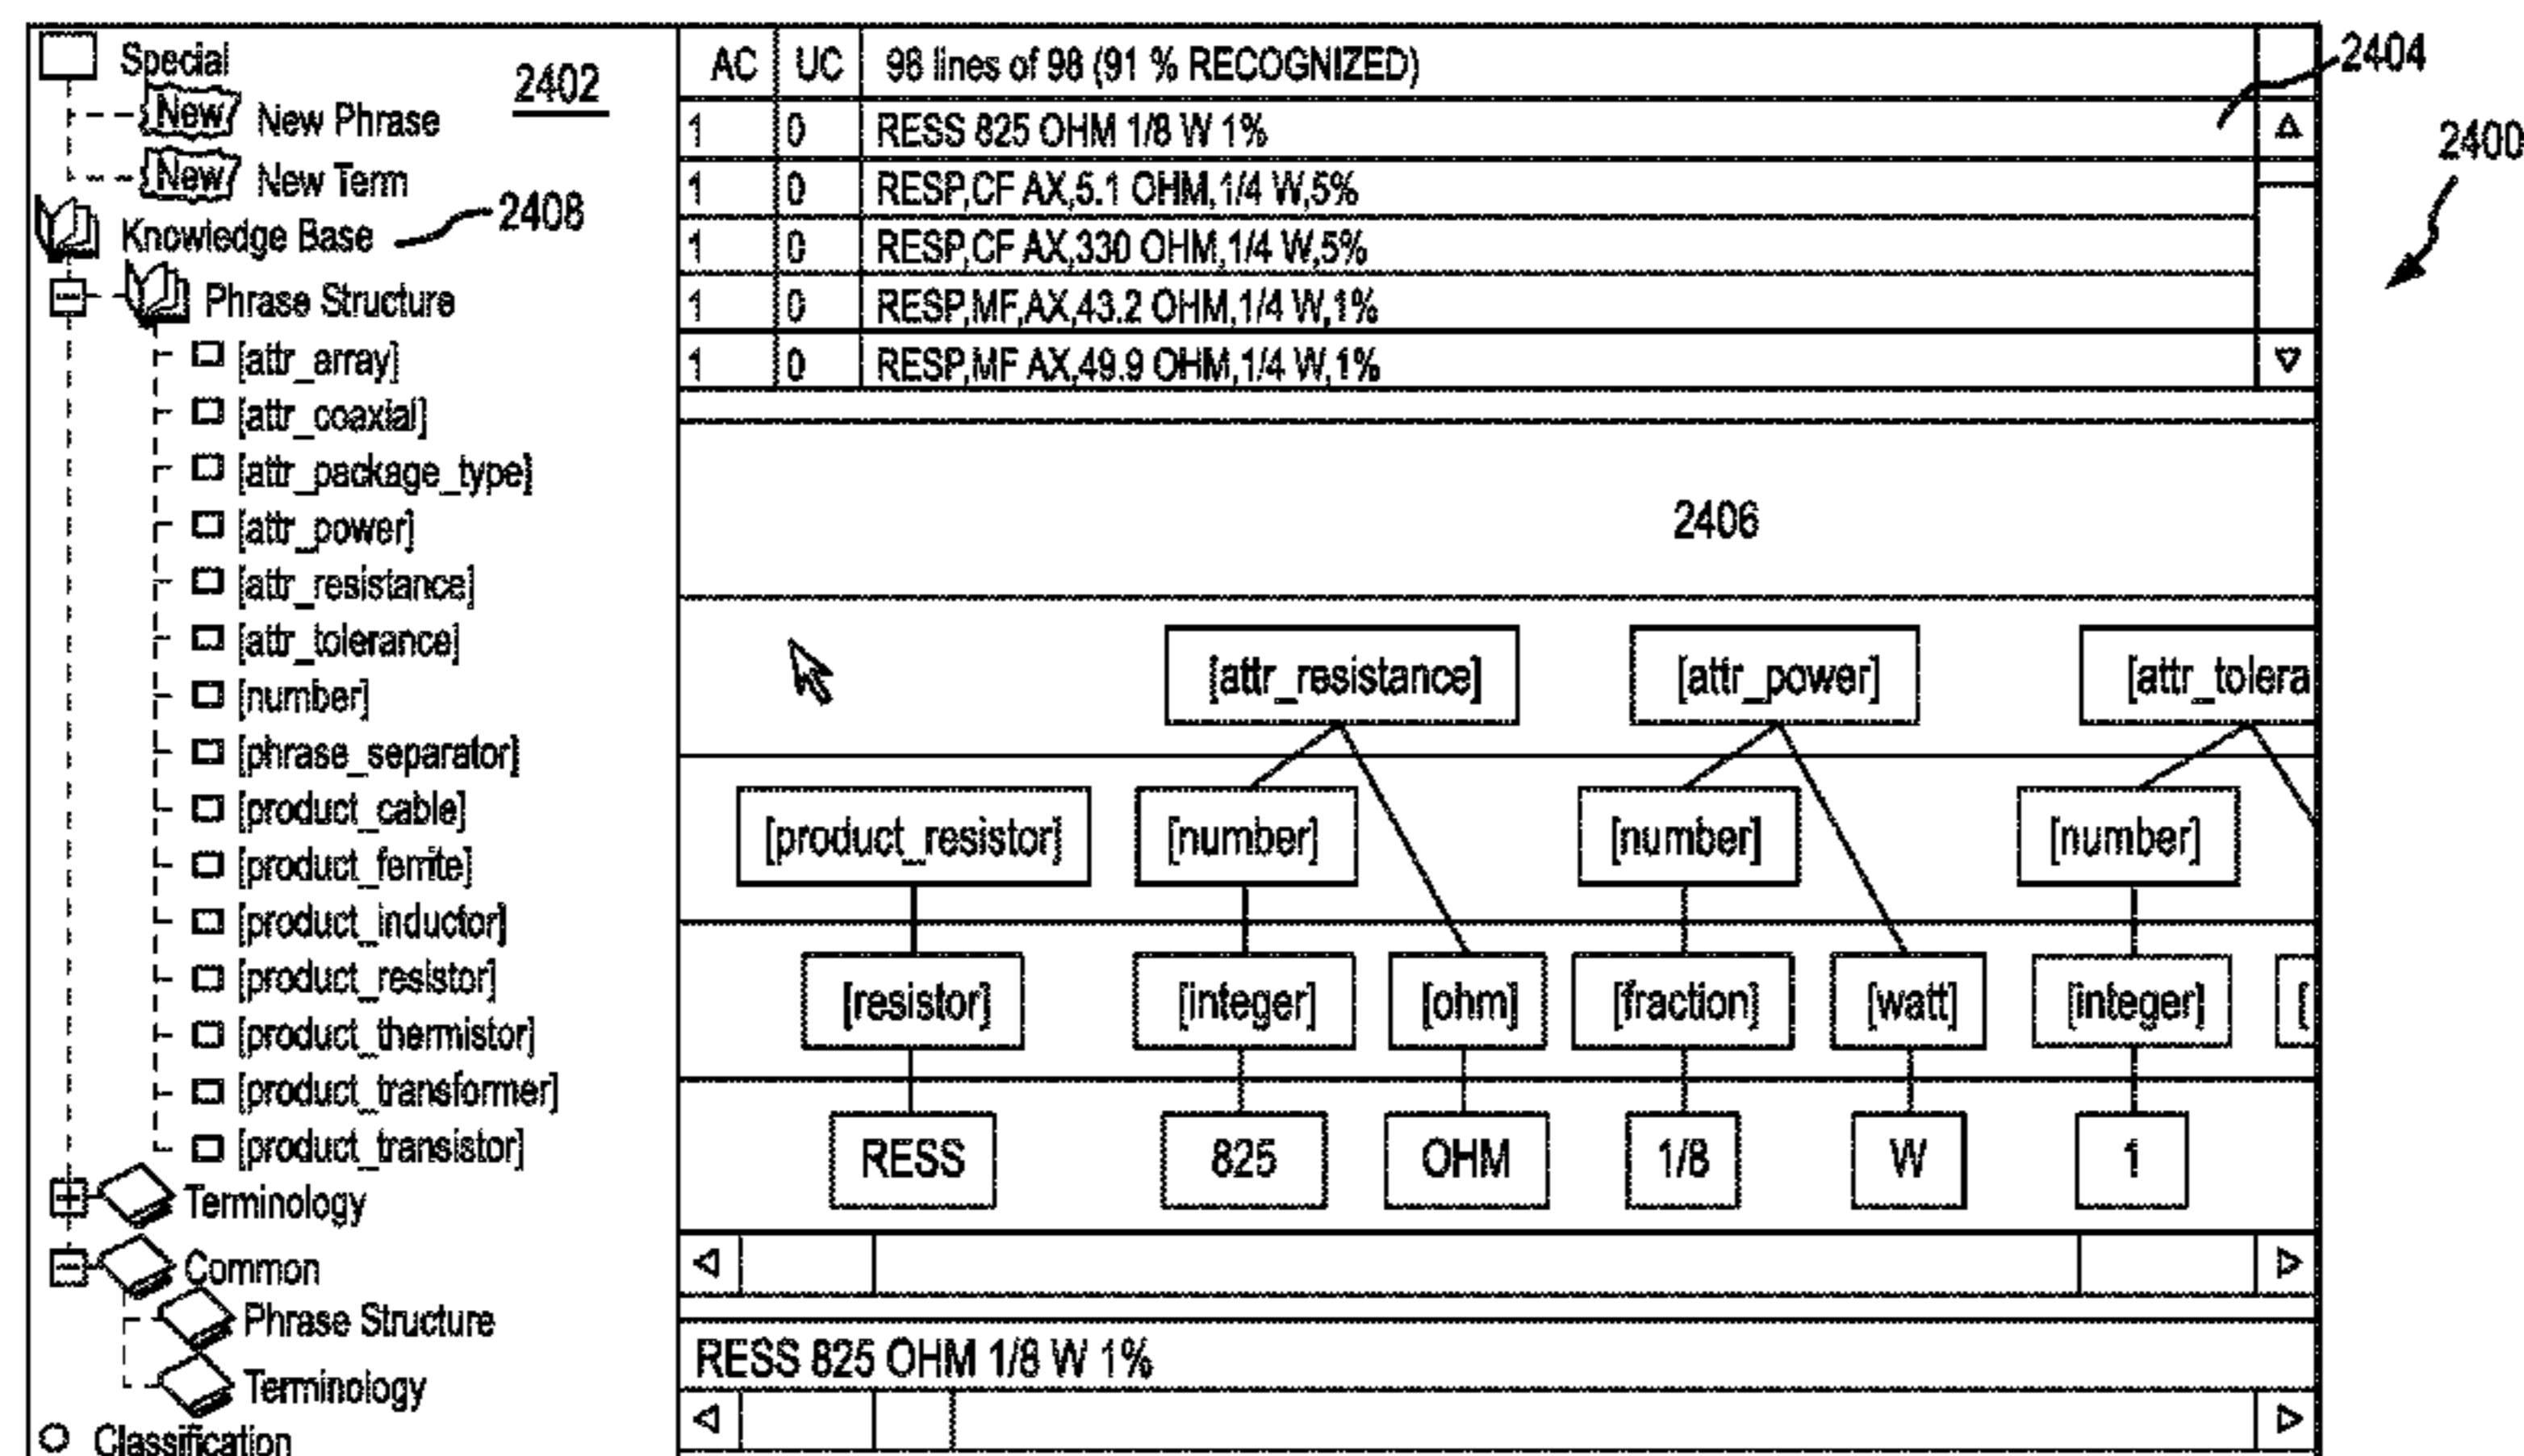 Special
2402
New New Phrase
New New Term
Knowledge Base
2408
Phrase Structure
[attr_array]
[attr_coaxial]
[attr_package_type]
[attr_power]
[attr_resistance]
[attr_tolerance]
[number]
[phrase_separator]
[product_cable]
[product_ferrite]
[product_inductor]
[product_resistor]
[product_thermistor]
[product_transformer]
[product_transistor]
Terminology
Common
Phrase Structure
Terminology
Classification
AC UC 98 lines of 98 (91 % RECOGNIZED)
1 0 RESS 825 OHM 1/8 W 1%
1 0 RESP,CF AX,5.1 OHM,1/4 W,5%
1 0 RESP,CF AX,330 OHM,1/4 W,5%
1 0 RESP,MF,AX,43.2 OHM,1/4 W,1%
1 0 RESP,MF AX,49.9 OHM,1/4 W,1%
2404
2400
2406
[attr_resistance] [attr_power] [attr_tolera
[product_resistor] [number] [number] [number]
[resistor] [integer] [ohm] [fraction] [watt] [integer] [
RESS 825 OHM 1/8 W 1
RESS 825 OHM 1/8 W 1%